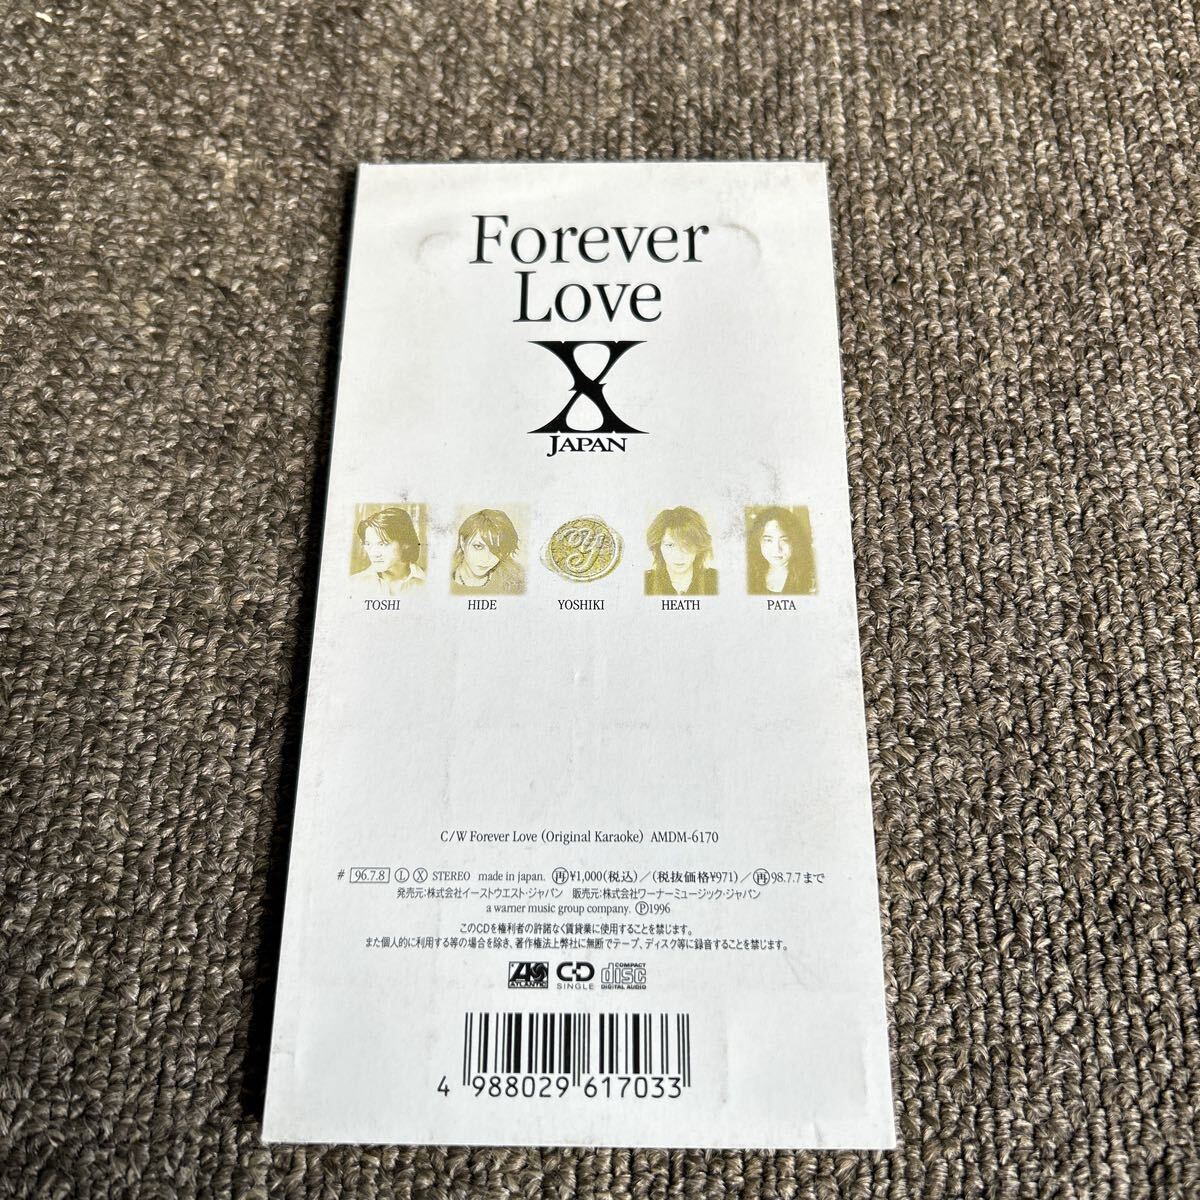 Forever
Love
X
JAPAN
TOSHI HIDE YOSHIKI HEATH PATA
C/W Forever Love (Original Karaoke) AMDM-6170
# 96.7.8 Ⓛ Ⓧ STEREO made in japan. ㊢¥1,000(税込)/(税抜価格¥971)/㊢98.7.7まで
発売元:株式会社イーストウエスト・ジャパン 販売元:株式会社ワーナーミュージック・ジャパン
a warner music group company. Ⓟ1996
このCDを権利者の許諾なく賃貸業に使用することを禁じます。
また個人的に利用する等の場合を除き、著作権法上弊社に無断でテープ、ディスク等に録音することを禁じます。
ATLANTIC CD SINGLE COMPACT disc DIGITAL AUDIO
4 988029 617033